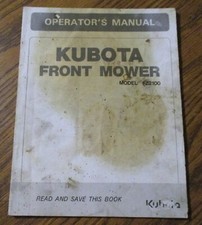 OPERATOR'S MANUAL
KUBOTA
FRONT MOWER
MODEL
READ AND SAVE THIS BOOK
Kubota